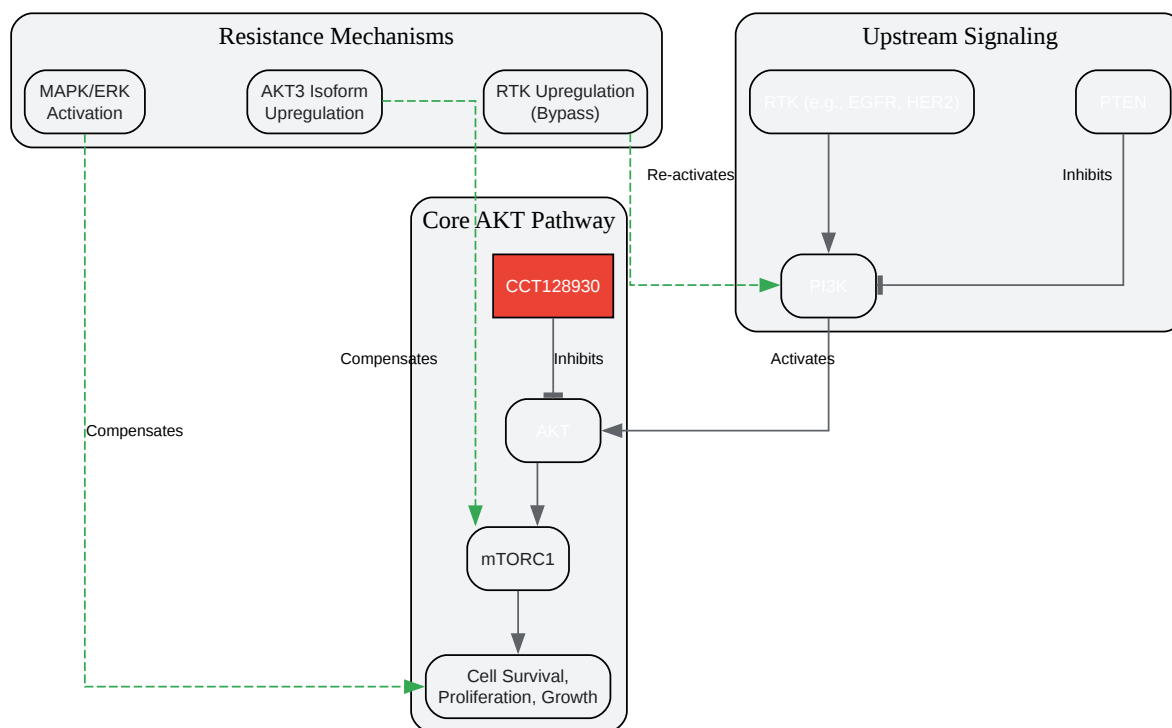 Resistance Mechanisms
MAPK/ERK
Activation
AKT3 Isoform
Upregulation
RTK Upregulation
(Bypass)
Upstream Signaling
RTK (e.g., EGFR, HER2)
PTEN
Re-activates
Inhibits
Core AKT Pathway
CCT128930
PI3K
Compensates
Inhibits
Activates
AKT
Compensates
mTORC1
Cell Survival,
Proliferation, Growth